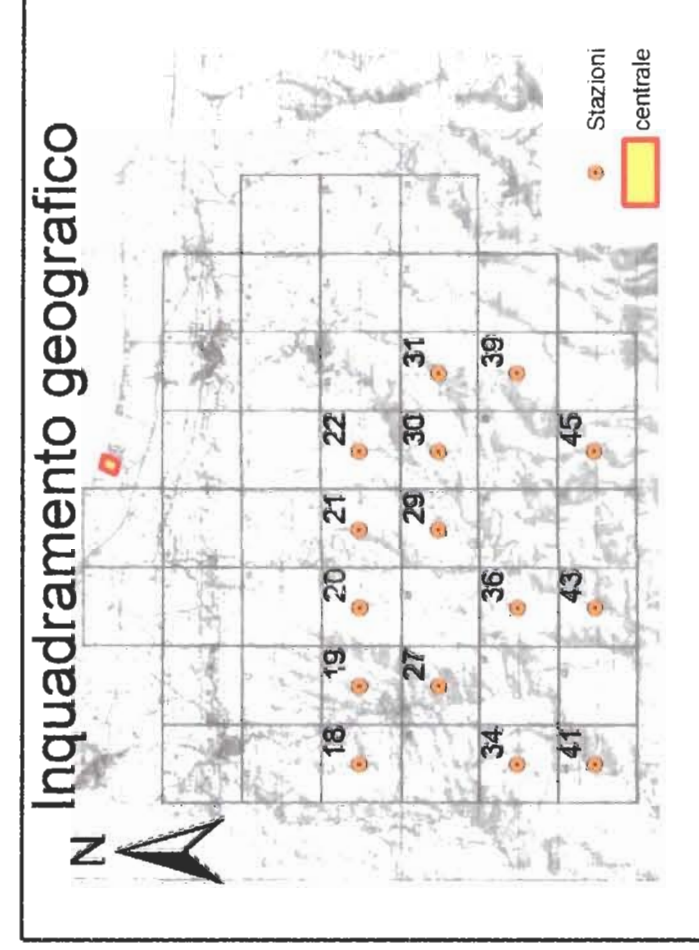 Inquadramento geografico
N
18 19 20 21 22
27 29 30 31
34 36 39
41 43 45
Stazioni
centrale